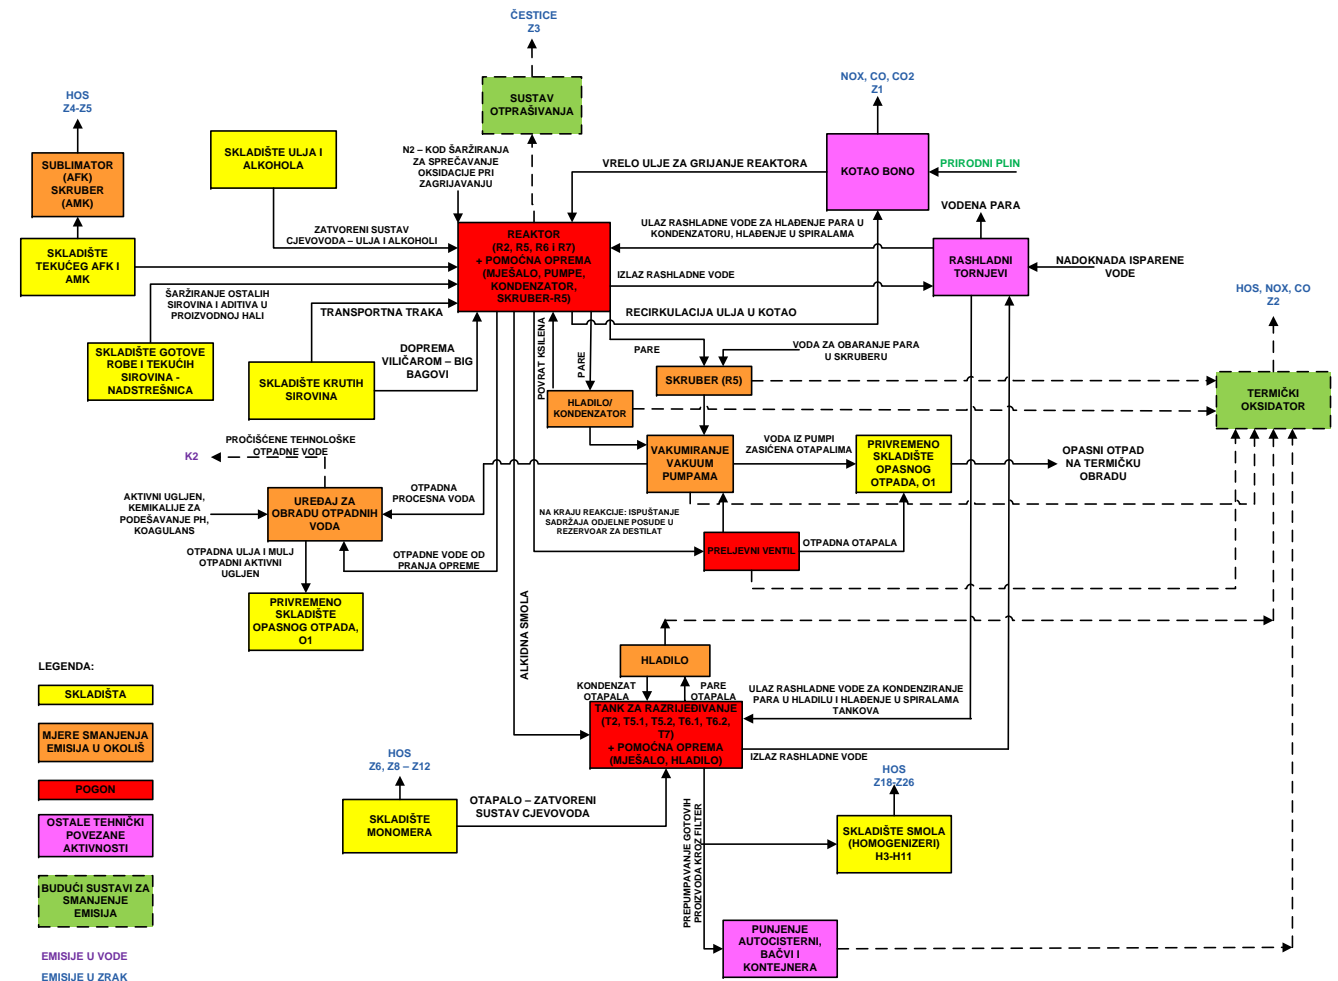 ČESTICE
Z3
SUSTAV
OTPRAŠIVANJA
NOX, CO, CO2
Z1
KOTAO BONO
PRIRODNI PLIN
HOS
Z4-Z5
SUBLIMATOR
(AFK)
SKRUBER
(AMK)
SKLADIŠTE ULJA I
ALKOHOLA
N2 – KOD ŠARŽIRANJA
ZA SPREČAVANJE
OKSIDACIJE PRI
ZAGRIJAVANJU
VRELO ULJE ZA GRIJANJE REAKTORA
VODENA PARA
ZATVORENI SUSTAV
CJEVOVODA – ULJA I ALKOHOLI
REAKTOR
(R2, R5, R6 i R7)
+ POMOĆNA OPREMA
(MJEŠALO, PUMPE,
KONDENZATOR,
SKRUBER-R5)
ULAZ RASHLADNE VODE ZA HLAĐENJE PARA U
KONDENZATORU, HLAĐENJE U SPIRALAMA
RASHLADNI
TORNJEVI
NADOKNADA ISPARENE
VODE
SKLADIŠTE
TEKUĆEG AFK I
AMK
IZLAZ RASHLADNE VODE
HOS, NOX, CO
Z2
ŠARŽIRANJE OSTALIH
SIROVINA I ADITIVA U
PROIZVODNOJ HALI
TRANSPORTNA TRAKA
RECIRKULACIJA ULJA U KOTAO
SKLADIŠTE GOTOVE
ROBE I TEKUĆIH
SIROVINA -
NADSTREŠNICA
SKLADIŠTE KRUTIH
SIROVINA
DOPREMA
VILIČAROM – BIG
BAGOVI
POVRAT KSILENA
PARE
PARE
VODA ZA OBARANJE PARA
U SKRUBERU
SKRUBER (R5)
HLADILO/
KONDENZATOR
TERMIČKI
OKSIDATOR
PROČIŠĆENE TEHNOLOŠKE
OTPADNE VODE
K2
VAKUMIRANJE
VAKUUM
PUMPAMA
VODA IZ PUMPI
ZASIĆENA OTAPALIMA
PRIVREMENO
SKLADIŠTE
OPASNOG
OTPADA, O1
OPASNI OTPAD
NA TERMIČKU
OBRADU
AKTIVNI UGLJEN,
KEMIKALIJE ZA
PODEŠAVANJE PH,
KOAGULANS
UREĐAJ ZA
OBRADU OTPADNIH
VODA
OTPADNA
PROCESNA VODA
NA KRAJU REAKCIJE: ISPUŠTANJE
SADRŽAJA ODJELNE POSUDE U
REZERVOAR ZA DESTILAT
PRELJEVNI VENTIL
OTPADNA OTAPALA
OTPADNA ULJA I MULJ
OTPADNI AKTIVNI
UGLJEN
OTPADNE VODE OD
PRANJA OPREME
PRIVREMENO
SKLADIŠTE
OPASNOG OTPADA,
O1
ALKIDNA SMOLA
HLADILO
KONDENZAT
OTAPALA
PARE
OTAPALA
ULAZ RASHLADNE VODE ZA KONDENZIRANJE
PARA U HLADILU I HLAĐENJE U SPIRALAMA
TANKOVA
TANK ZA RAZRIJEĐIVANJE
(T2, T5.1, T5.2, T6.1, T6.2,
T7)
+ POMOĆNA OPREMA
(MJEŠALO, HLADILO)
IZLAZ RASHLADNE VODE
HOS
Z6, Z8 – Z12
SKLADIŠTE
MONOMERA
OTAPALO – ZATVORENI
SUSTAV CJEVOVODA
HOS
Z18-Z26
SKLADIŠTE SMOLA
(HOMOGENIZERI)
H3-H11
PREPUMPAVANJE GOTOVIH
PROIZVODA KROZ FILTER
PUNJENJE
AUTOCISTERNI,
BAČVI I
KONTEJNERA
LEGENDA:
SKLADIŠTA
MJERE SMANJENJA
EMISIJA U OKOLIŠ
POGON
OSTALE TEHNIČKI
POVEZANE
AKTIVNOSTI
BUDUĆI SUSTAVI ZA
SMANJENJE
EMISIJA
EMISIJE U VODE
EMISIJE U ZRAK